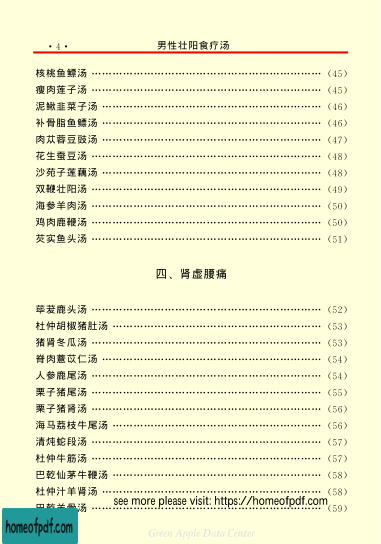 ·4· 男性壮阳食疗汤
核桃鱼鳔汤 …………………………………………（45）
瘦肉莲子汤 …………………………………………（45）
泥鳅韭菜子汤 ………………………………………（46）
补骨脂鱼鳔汤 ………………………………………（46）
肉苁蓉豆豉汤 ………………………………………（47）
花生蚕豆汤 …………………………………………（48）
沙苑子莲藕汤 ………………………………………（48）
双鞭壮阳汤 …………………………………………（49）
海参羊肉汤 …………………………………………（50）
鸡肉鹿鞭汤 …………………………………………（50）
芡实鱼头汤 …………………………………………（51）
四、肾虚腰痛
荜茇鹿头汤 …………………………………………（52）
杜仲胡椒猪肚汤 ……………………………………（53）
猪肾冬瓜汤 …………………………………………（53）
脊肉薏苡仁汤 ………………………………………（54）
人参鹿尾汤 …………………………………………（54）
栗子猪尾汤 …………………………………………（55）
栗子猪肾汤 …………………………………………（56）
海马荔枝牛尾汤 ……………………………………（56）
清炖蛇段汤 …………………………………………（57）
杜仲牛筋汤 …………………………………………（57）
巴乾仙茅牛鞭汤 ……………………………………（58）
杜仲汁羊肾汤 ………………………………………（58）
巴乾羊骨汤 …………………………………………（59）
see more please visit: https://homeofpdf.com
homeofpdf.com
Green Apple Data Center